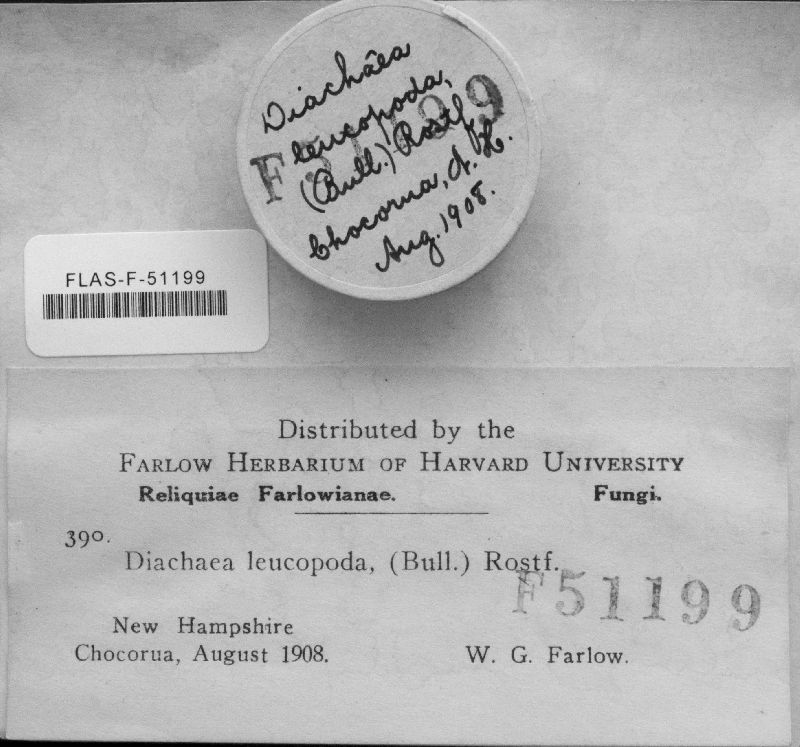 Diachâea
leucopoda,
(Bull.) Rostf.
Chocorua, N. H.
Aug. 1908.
F51199
FLAS-F-51199
Distributed by the
FARLOW HERBARIUM OF HARVARD UNIVERSITY
Reliquiae Farlowianae. Fungi.
390.
Diachaea leucopoda, (Bull.) Rostf.
F51199
New Hampshire
Chocorua, August 1908. W. G. Farlow.